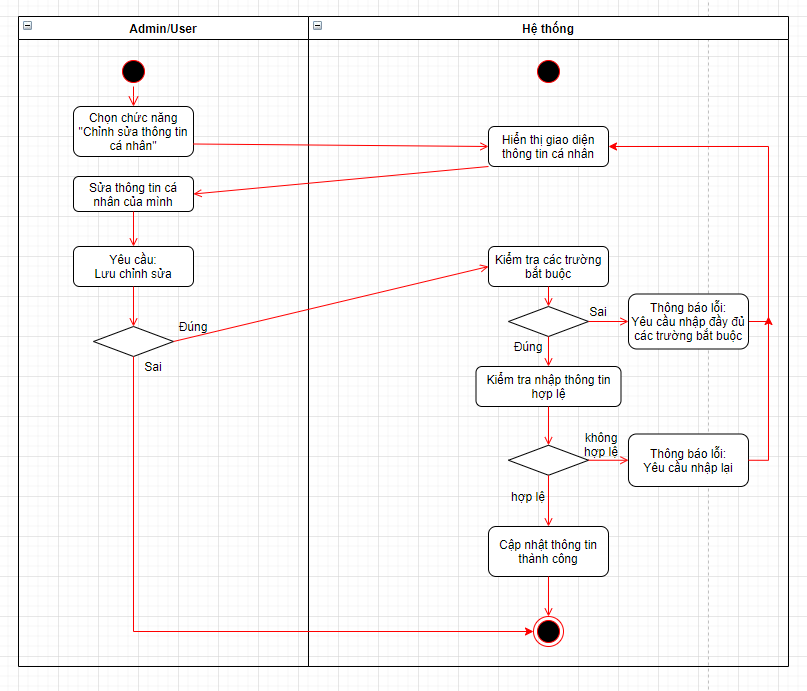 Admin/User
Hệ thống
Chọn chức năng
"Chỉnh sửa thông tin
cá nhân"
Hiển thị giao diện
thông tin cá nhân
Sửa thông tin cá
nhân của mình
Yêu cầu:
Lưu chỉnh sửa
Kiểm tra các trường
bắt buộc
Đúng
Sai
Sai
Thông báo lỗi:
Yêu cầu nhập đầy đủ
các trường bắt buộc
Đúng
Kiểm tra nhập thông tin
hợp lệ
không
hợp lệ
Thông báo lỗi:
Yêu cầu nhập lại
hợp lệ
Cập nhật thông tin
thành công